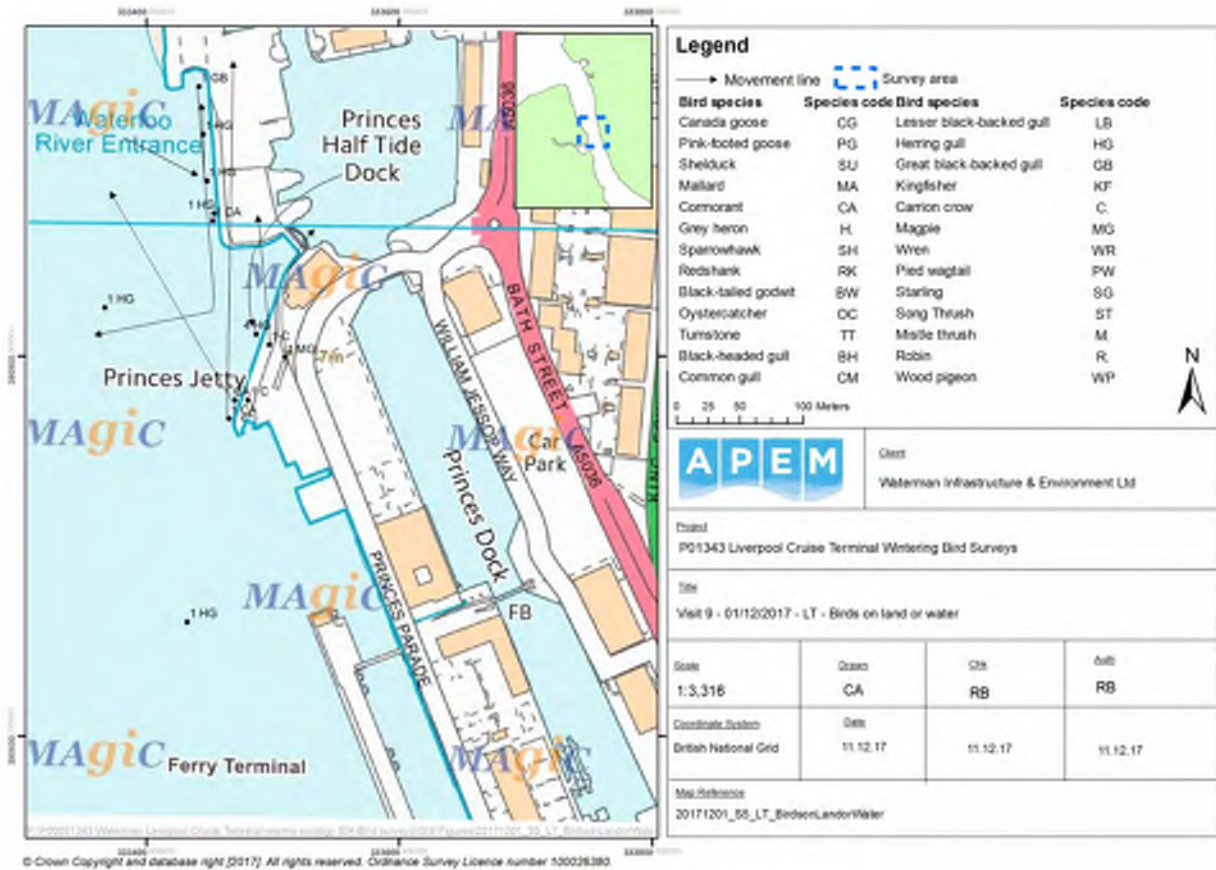 MAgiC
Waterloo
River Entrance
GB
1 HG
CA
Princes
Half Tide
Dock
MAgiC
1 HG
Princes Jetty
7m
MAgiC
BATH STREET
A5036
WILLIAM JESSOP WAY
MAgiC
Car
Park
Princes Dock
MAgiC
PRINCES PARADE
FB
1 HG
MAgiC
Ferry Terminal
MAgiC
© Crown Copyright and database right [2017]. All rights reserved. Ordnance Survey Licence number 100026380.
Legend
Movement line Survey area
Bird species Species code Bird species Species code
Canada goose CG Lesser black-backed gull LB
Pink-footed goose PG Herring gull HG
Shelduck SU Great black-backed gull GB
Mallard MA Kingfisher KF
Cormorant CA Carrion crow C.
Grey heron H. Magpie MG
Sparrowhawk SH Wren WR
Redshank RK Pied wagtail PW
Black-tailed godwit BW Starling SG
Oystercatcher OC Song Thrush ST
Turnstone TT Mistle thrush M.
Black-headed gull BH Robin R.
Common gull CM Wood pigeon WP
N
0 25 50 100 Meters
APEM
Client
Waterman Infrastructure & Environment Ltd
Project
P01343 Liverpool Cruise Terminal Wintering Bird Surveys
Title
Visit 9 - 01/12/2017 - LT - Birds on land or water
Scale Drawn Chk Auth
1:3,316 CA RB RB
Coordinate System Date
British National Grid 11.12.17 11.12.17 11.12.17
Map Reference
20171201_S5_LT_BirdsonLandorWater